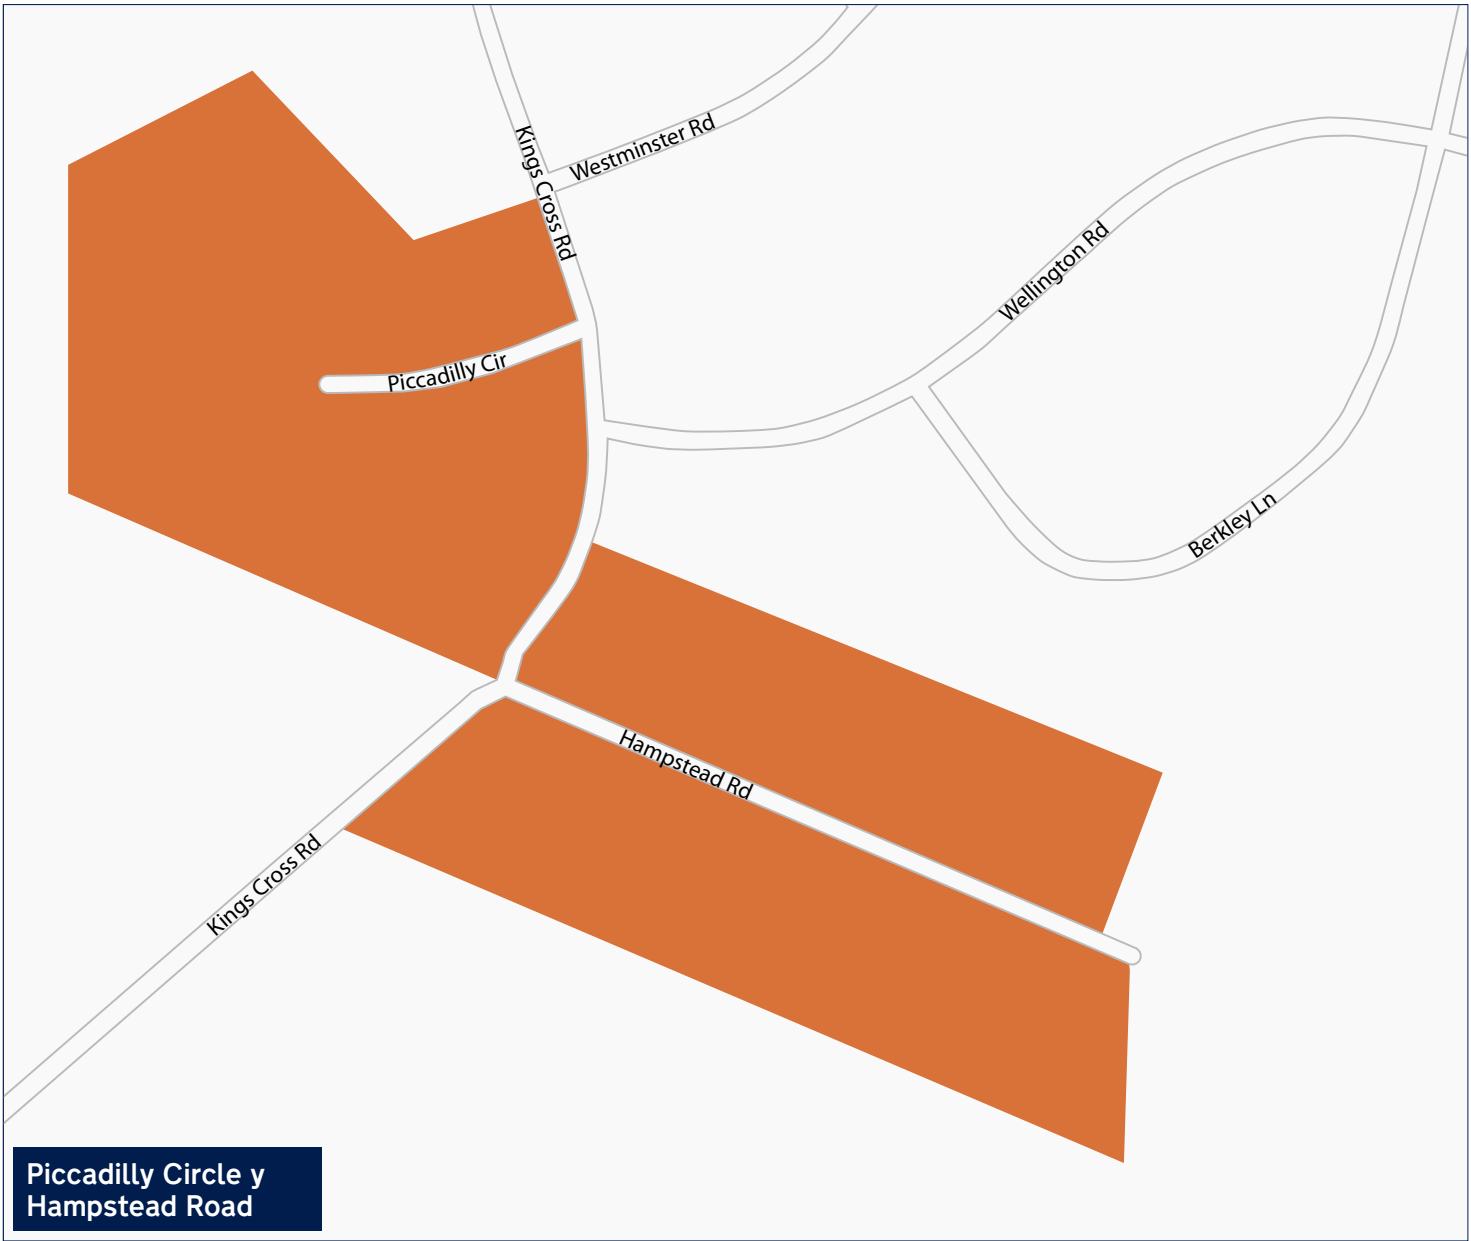 Kings Cross Rd
Westminster Rd
Wellington Rd
Piccadilly Cir
Berkley Ln
Hampstead Rd
Kings Cross Rd
Piccadilly Circle y
Hampstead Road